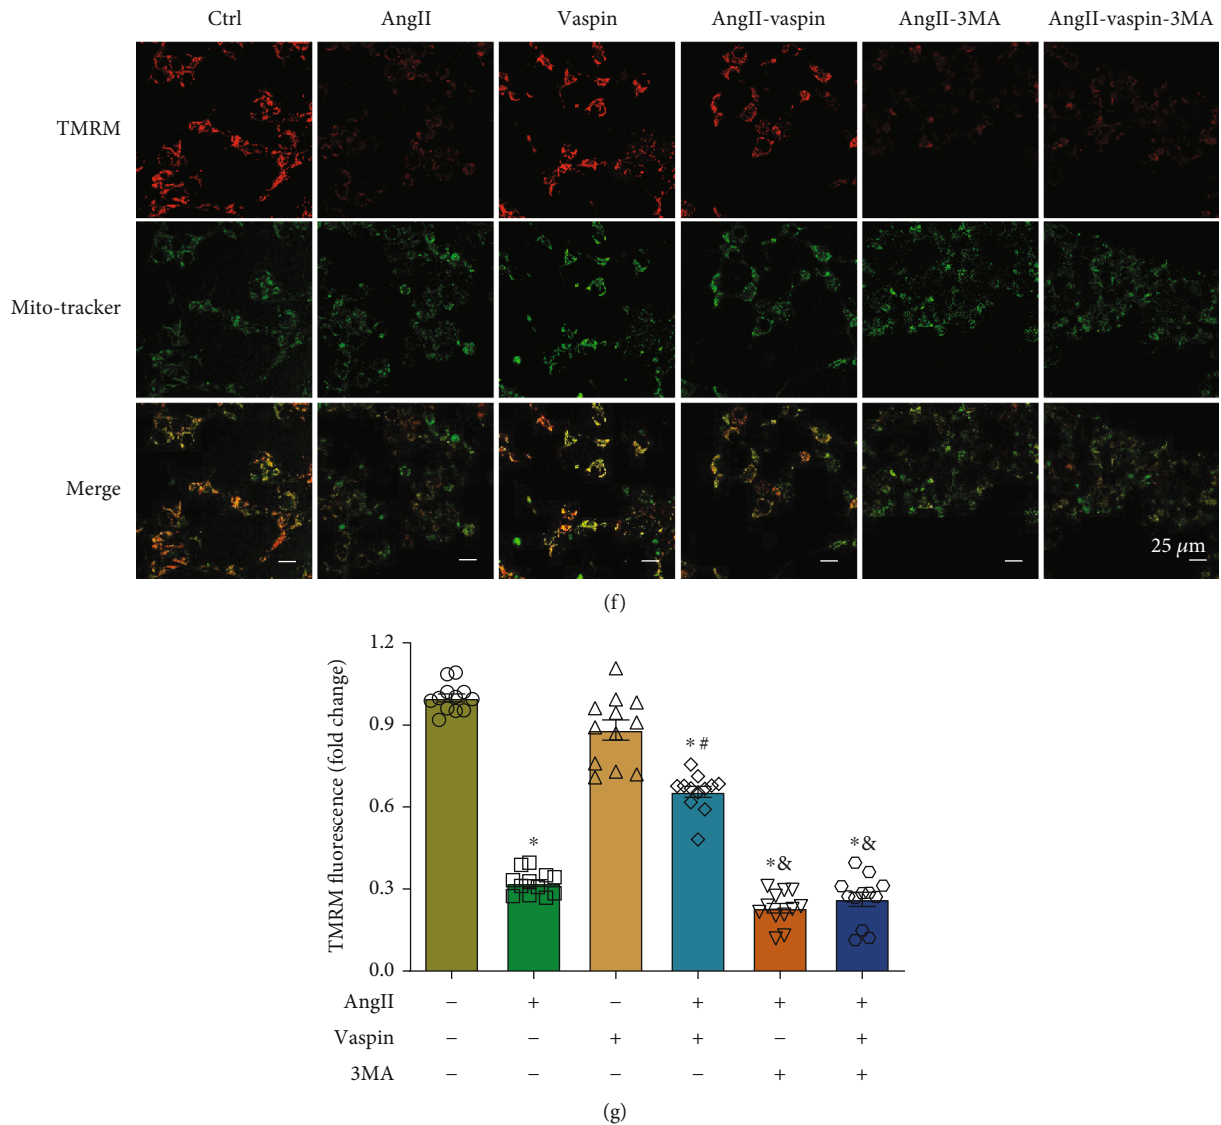 Ctrl AngII Vaspin AngII-vaspin AngII-3MA AngII-vaspin-3MA
TMRM
Mito-tracker
Merge
25 µm
(f)
TMRM fluorescence (fold change)
1.2
0.9
0.6
0.3
0.0
*
*#
*&
*&
AngII − + − + + +
Vaspin − − + + − +
3MA − − − − + +
(g)